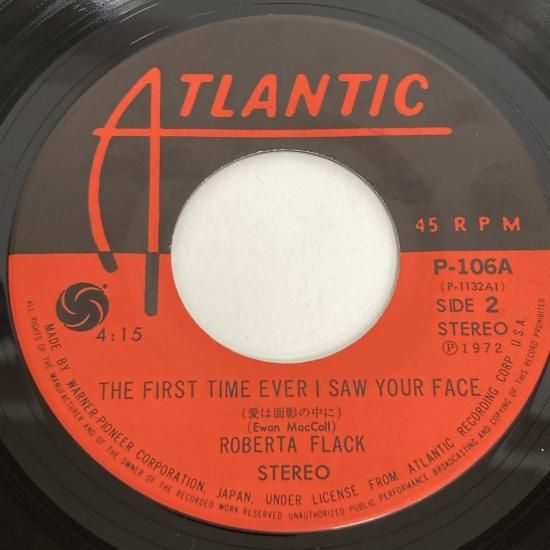 ATLANTIC
45 RPM
P-106A
(P-1132A1)
SIDE 2
STEREO
Ⓟ1972
4:15
THE FIRST TIME EVER I SAW YOUR FACE
(愛は面影の中に)
(Ewan MacColl)
ROBERTA FLACK
STEREO
MADE BY WARNER-PIONEER CORPORATION, JAPAN, UNDER LICENSE FROM ATLANTIC RECORDING CORP. U.S.A.
ALL RIGHTS OF THE MANUFACTURER AND OF THE OWNER OF THE RECORDED WORK RESERVED. UNAUTHORIZED PUBLIC PERFORMANCE BROADCASTING AND COPYING OF THIS RECORD PROHIBITED